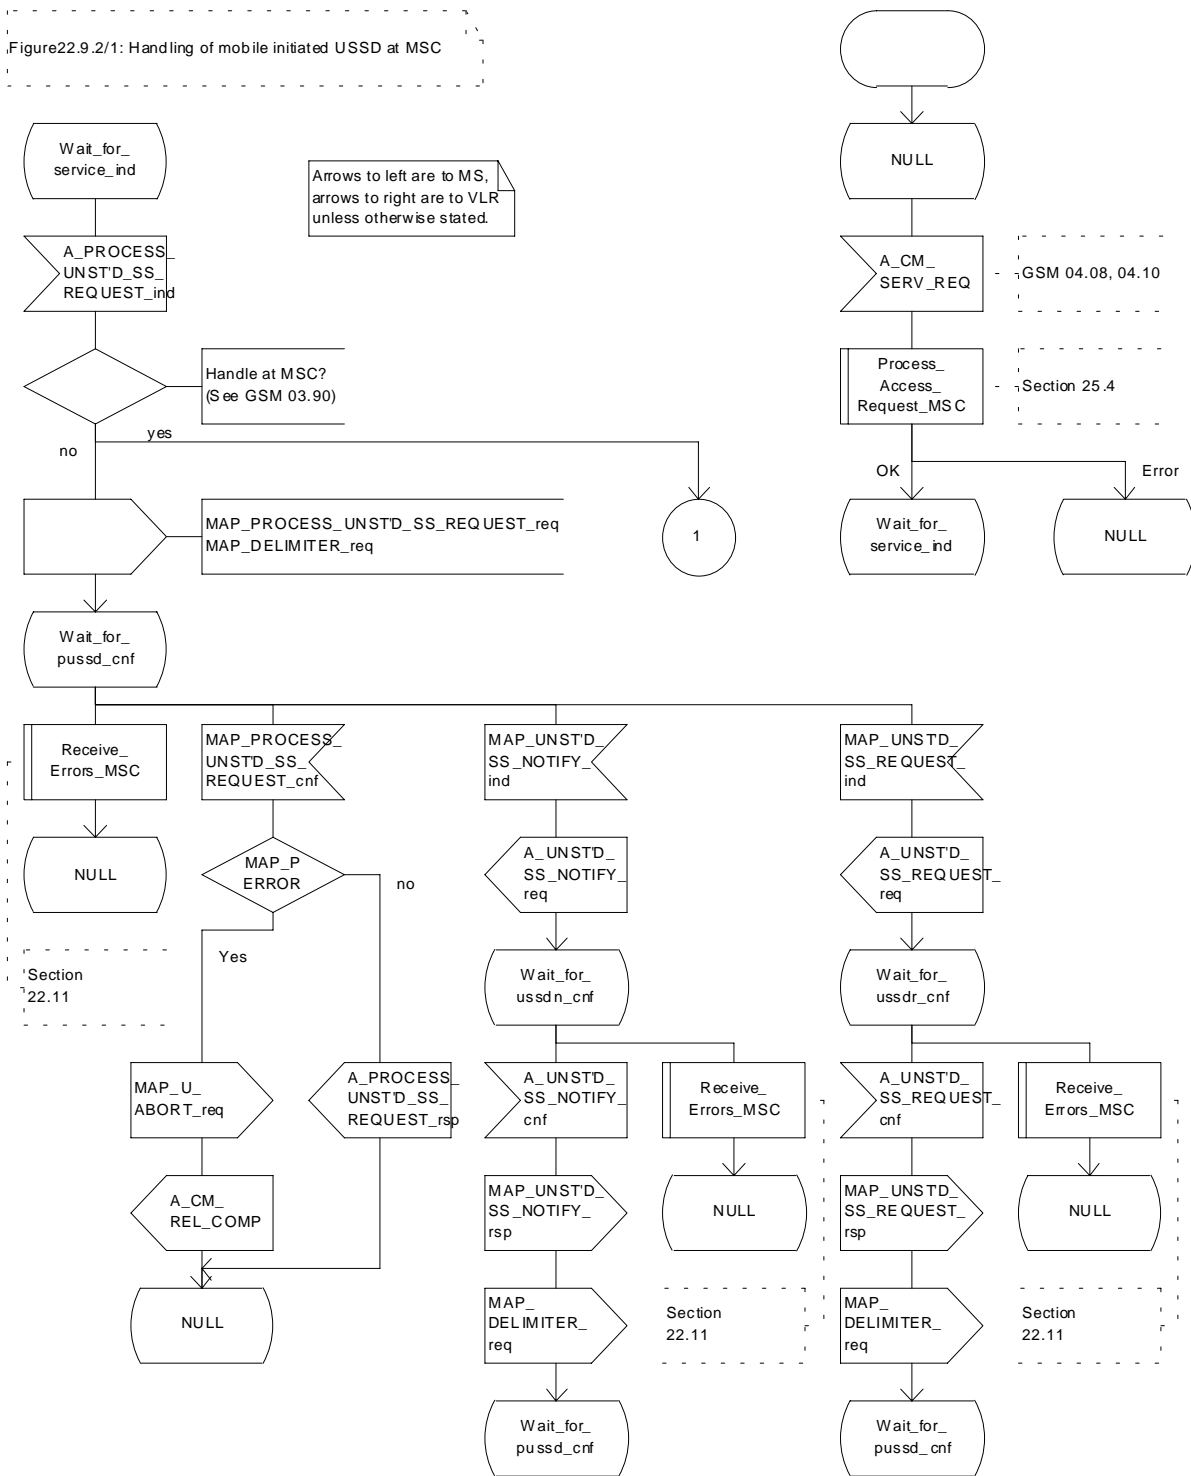 Figure22.9.2/1: Handling of mobile initiated USSD at MSC
Wait_for_
service_ind
Arrows to left are to MS,
arrows to right are to VLR
unless otherwise stated.
NULL
A_PROCESS_
UNST'D_SS_
REQUEST_ind
A_CM_
SERV_REQ
GSM 04.08, 04.10
Handle at MSC?
(See GSM 03.90)
Process_
Access_
Request_MSC
Section 25.4
yes
no
OK
Error
MAP_PROCESS_UNST'D_SS_REQUEST_req
MAP_DELIMITER_req
1
Wait_for_
service_ind
NULL
Wait_for_
pussd_cnf
Receive_
Errors_MSC
MAP_PROCESS_
UNST'D_SS_
REQUEST_cnf
MAP_UNST'D_
SS_NOTIFY_
ind
MAP_UNST'D_
SS_REQUEST_
ind
NULL
MAP_P
ERROR
no
A_UNST'D_
SS_NOTIFY_
req
A_UNST'D_
SS_REQUEST_
req
Yes
Section
22.11
Wait_for_
ussdn_cnf
Wait_for_
ussdr_cnf
MAP_U_
ABORT_req
A_PROCESS_
UNST'D_SS_
REQUEST_rsp
A_UNST'D_
SS_NOTIFY_
cnf
Receive_
Errors_MSC
A_UNST'D_
SS_REQUEST_
cnf
Receive_
Errors_MSC
A_CM_
REL_COMP
MAP_UNST'D_
SS_NOTIFY_
rsp
NULL
MAP_UNST'D_
SS_REQUEST_
rsp
NULL
NULL
MAP_
DELIMITER_
req
Section
22.11
MAP_
DELIMITER_
req
Section
22.11
Wait_for_
pussd_cnf
Wait_for_
pussd_cnf